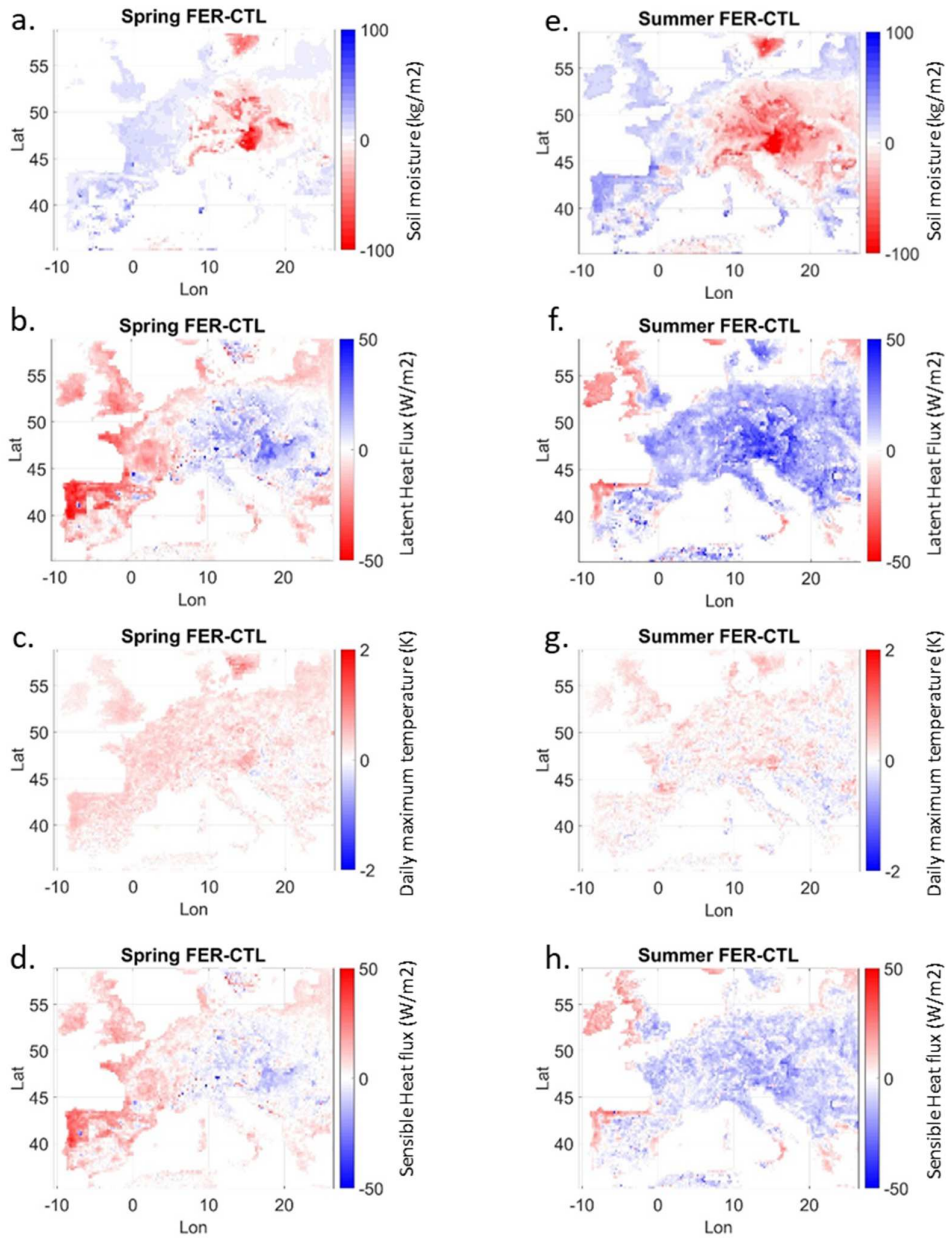 a.
Spring FER-CTL
55
50
45
40
Lat
-10
0
10
20
Lon
100
0
-100
Soil moisture (kg/m2)
e.
Summer FER-CTL
55
50
45
40
Lat
-10
0
10
20
Lon
100
0
-100
Soil moisture (kg/m2)
b.
Spring FER-CTL
55
50
45
40
Lat
-10
0
10
20
Lon
50
0
-50
Latent Heat Flux (W/m2)
f.
Summer FER-CTL
55
50
45
40
Lat
-10
0
10
20
Lon
50
0
-50
Latent Heat Flux (W/m2)
c.
Spring FER-CTL
55
50
45
40
Lat
-10
0
10
20
Lon
2
0
-2
Daily maximum temperature (K)
g.
Summer FER-CTL
55
50
45
40
Lat
-10
0
10
20
Lon
2
0
-2
Daily maximum temperature (K)
d.
Spring FER-CTL
55
50
45
40
Lat
-10
0
10
20
Lon
50
0
-50
Sensible Heat flux (W/m2)
h.
Summer FER-CTL
55
50
45
40
Lat
-10
0
10
20
Lon
50
0
-50
Sensible Heat flux (W/m2)